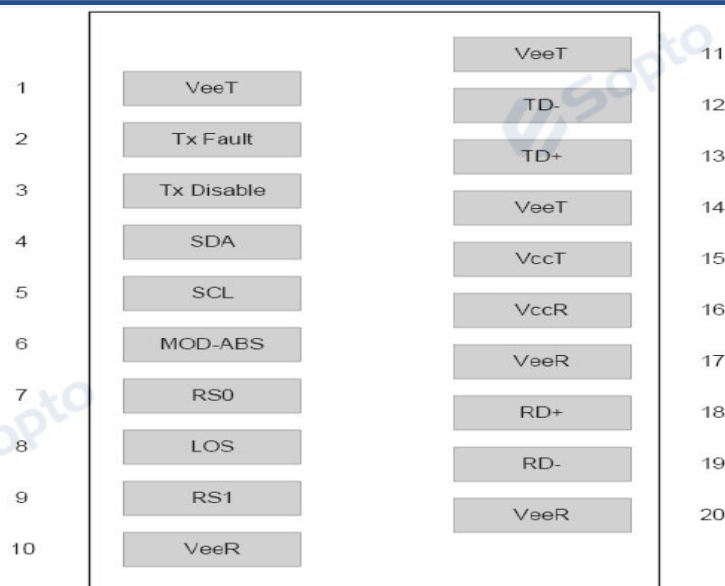 VeeT 11
1 VeeT
TD- 12
2 Tx Fault
TD+ 13
3 Tx Disable
VeeT 14
4 SDA
VccT 15
5 SCL
VccR 16
6 MOD-ABS
VeeR 17
7 RS0
RD+ 18
8 LOS
RD- 19
9 RS1
VeeR 20
10 VeeR
Sopto
opto